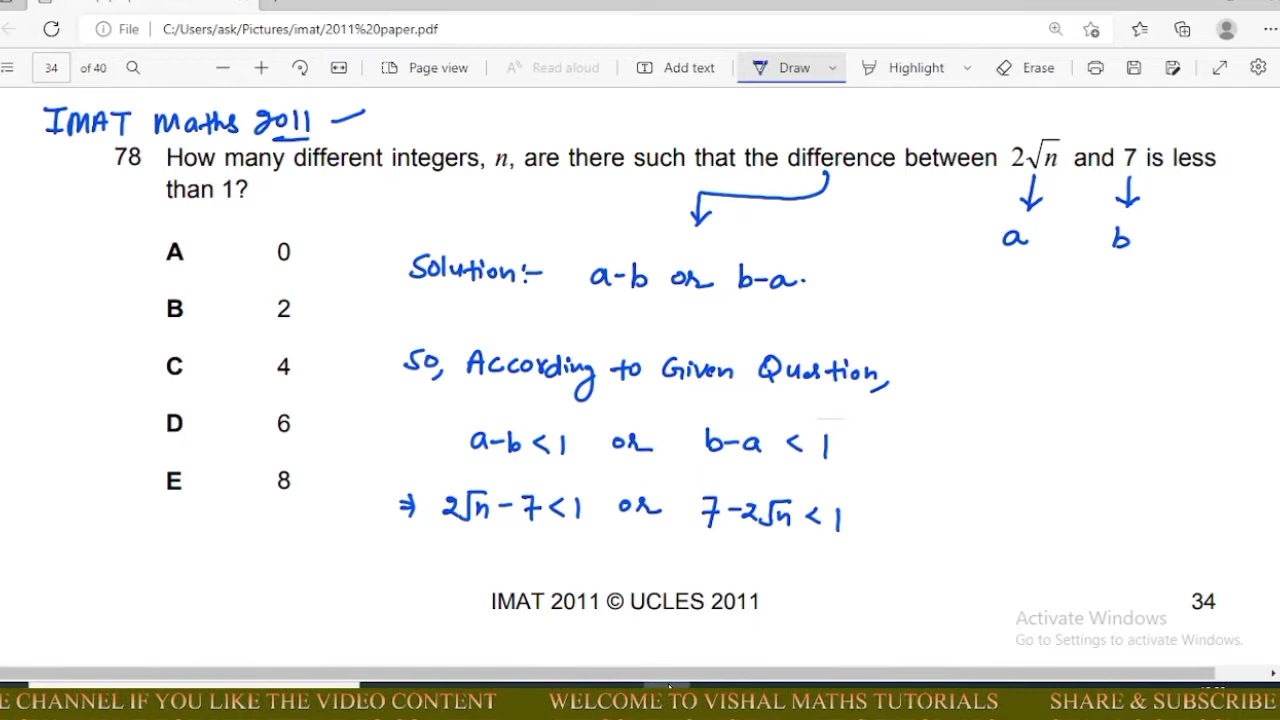 File C:/Users/ask/Pictures/imat/2011%20paper.pdf
34 of 40 Page view Read aloud Add text Draw Highlight Erase
IMAT Maths 2011
78 How many different integers, n, are there such that the difference between 2√n and 7 is less
than 1?
a b
A 0
Solution:- a-b or b-a.
B 2
C 4
So, According to Given Question,
D 6
a-b < 1 or b-a < 1
E 8
⇒ 2√n - 7 < 1 or 7 - 2√n < 1
IMAT 2011 © UCLES 2011 34
Activate Windows
Go to Settings to activate Windows.
E CHANNEL IF YOU LIKE THE VIDEO CONTENT WELCOME TO VISHAL MATHS TUTORIALS SHARE & SUBSCRIBE